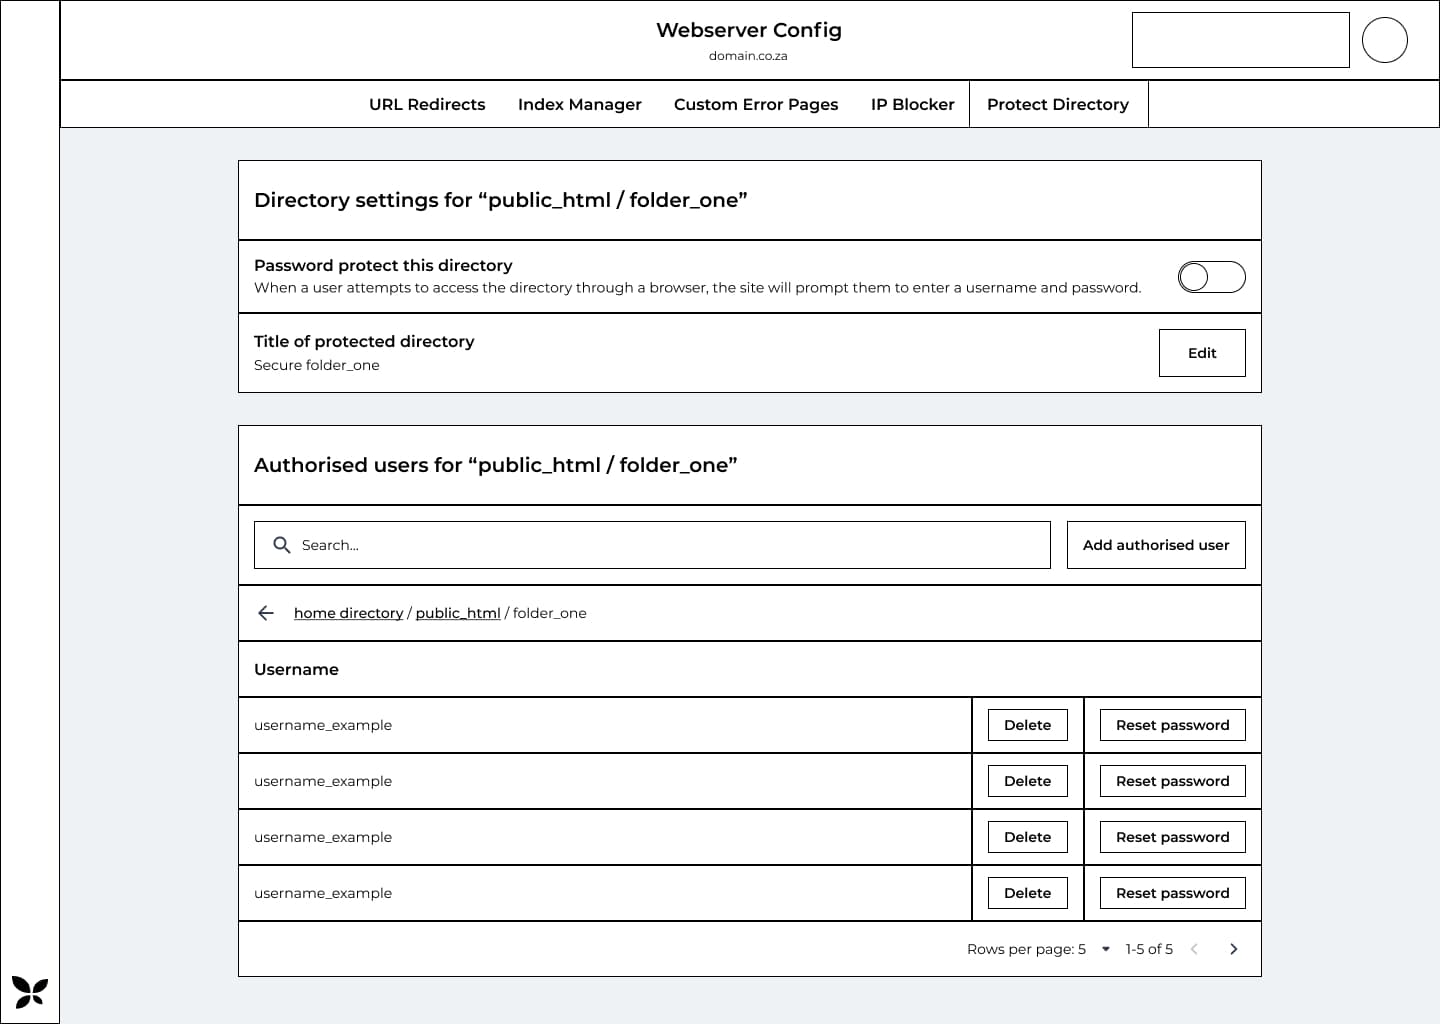 Webserver Config
domain.co.za
URL Redirects
Index Manager
Custom Error Pages
IP Blocker
Protect Directory
Directory settings for “public_html / folder_one”
Password protect this directory
When a user attempts to access the directory through a browser, the site will prompt them to enter a username and password.
Title of protected directory
Secure folder_one
Edit
Authorised users for “public_html / folder_one”
Search...
Add authorised user
home directory / public_html / folder_one
Username
username_example
Delete
Reset password
username_example
Delete
Reset password
username_example
Delete
Reset password
username_example
Delete
Reset password
Rows per page: 5
1-5 of 5